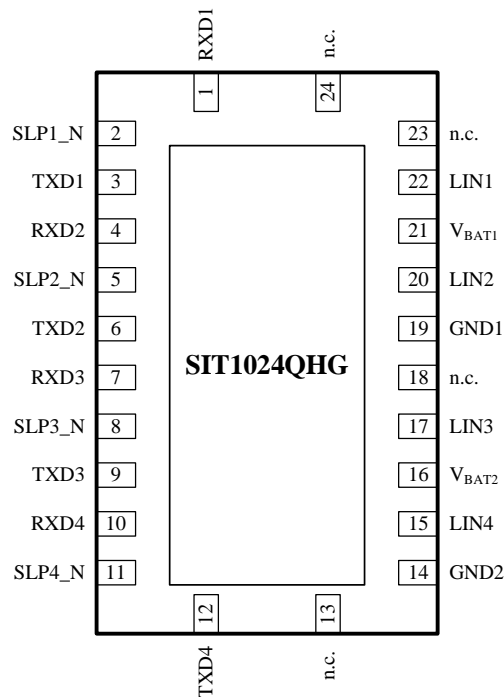 RXD1
n.c.
1
24
SLP1_N 2
23 n.c.
TXD1 3
22 LIN1
RXD2 4
21 VBAT1
SLP2_N 5
20 LIN2
TXD2 6
19 GND1
RXD3 7
SIT1024QHG
18 n.c.
SLP3_N 8
17 LIN3
TXD3 9
16 VBAT2
RXD4 10
15 LIN4
SLP4_N 11
14 GND2
12
13
TXD4
n.c.